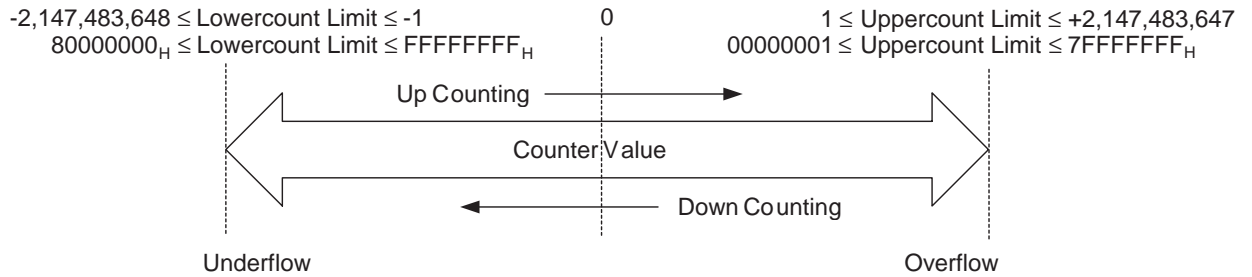 -2,147,483,648 ≤ Lowercount Limit ≤ -1 0 1 ≤ Uppercount Limit ≤ +2,147,483,647
80000000H ≤ Lowercount Limit ≤ FFFFFFFFH 00000001 ≤ Uppercount Limit ≤ 7FFFFFFFH
Up Counting
Counter Value
Down Counting
Underflow Overflow